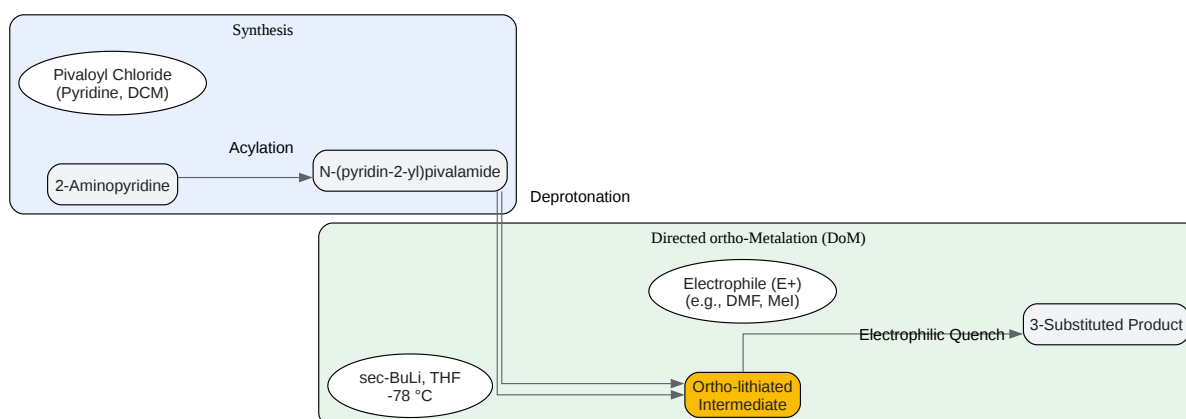 Synthesis
Pivaloyl Chloride
(Pyridine, DCM)
Acylation
2-Aminopyridine
N-(pyridin-2-yl)pivalamide
Deprotonation
Directed ortho-Metalation (DoM)
Electrophile (E+)
(e.g., DMF, MeI)
3-Substituted Product
Electrophilic Quench
sec-BuLi, THF
-78 °C
Ortho-lithiated
Intermediate